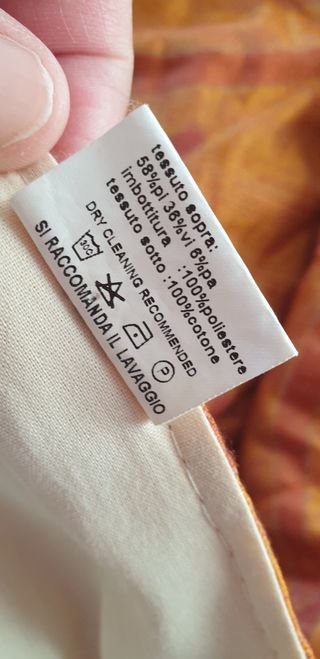 tessuto sopra:
58%pl 36%vi 6%pa
imbottitura :100%poliestere
tessuto sotto :100%cotone
DRY CLEANING RECOMMENDED
30C
P
SI RACCOMANDA IL LAVAGGIO